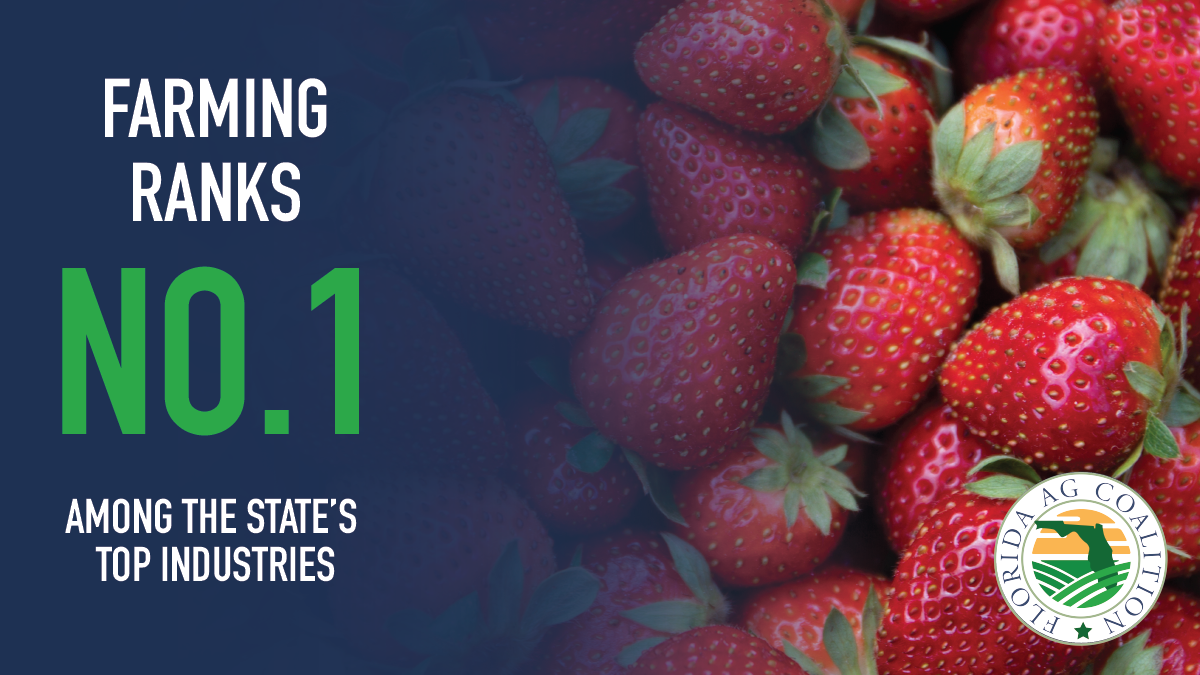 FARMING
RANKS
NO.1
AMONG THE STATE'S
TOP INDUSTRIES
FLORIDA AG COALITION